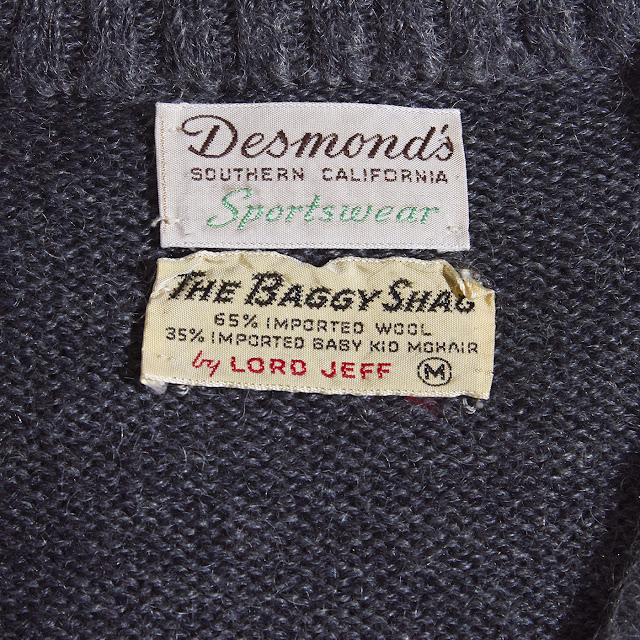 Desmond's
SOUTHERN CALIFORNIA
Sportswear
THE BAGGY SHAG
65% IMPORTED WOOL
35% IMPORTED BABY KID MOHAIR
by LORD JEFF M